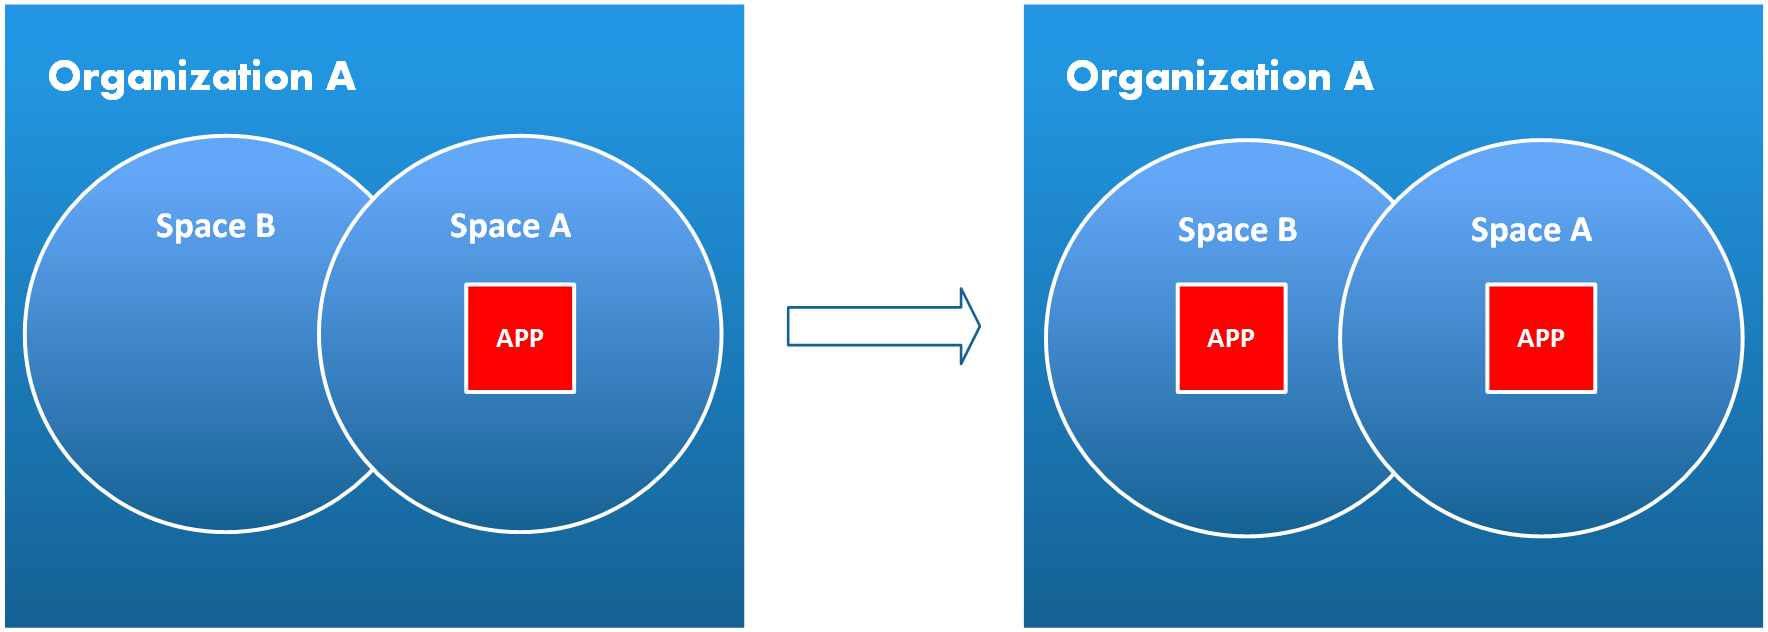 Organization A
Space B
Space A
APP
Organization A
Space B
Space A
APP
APP